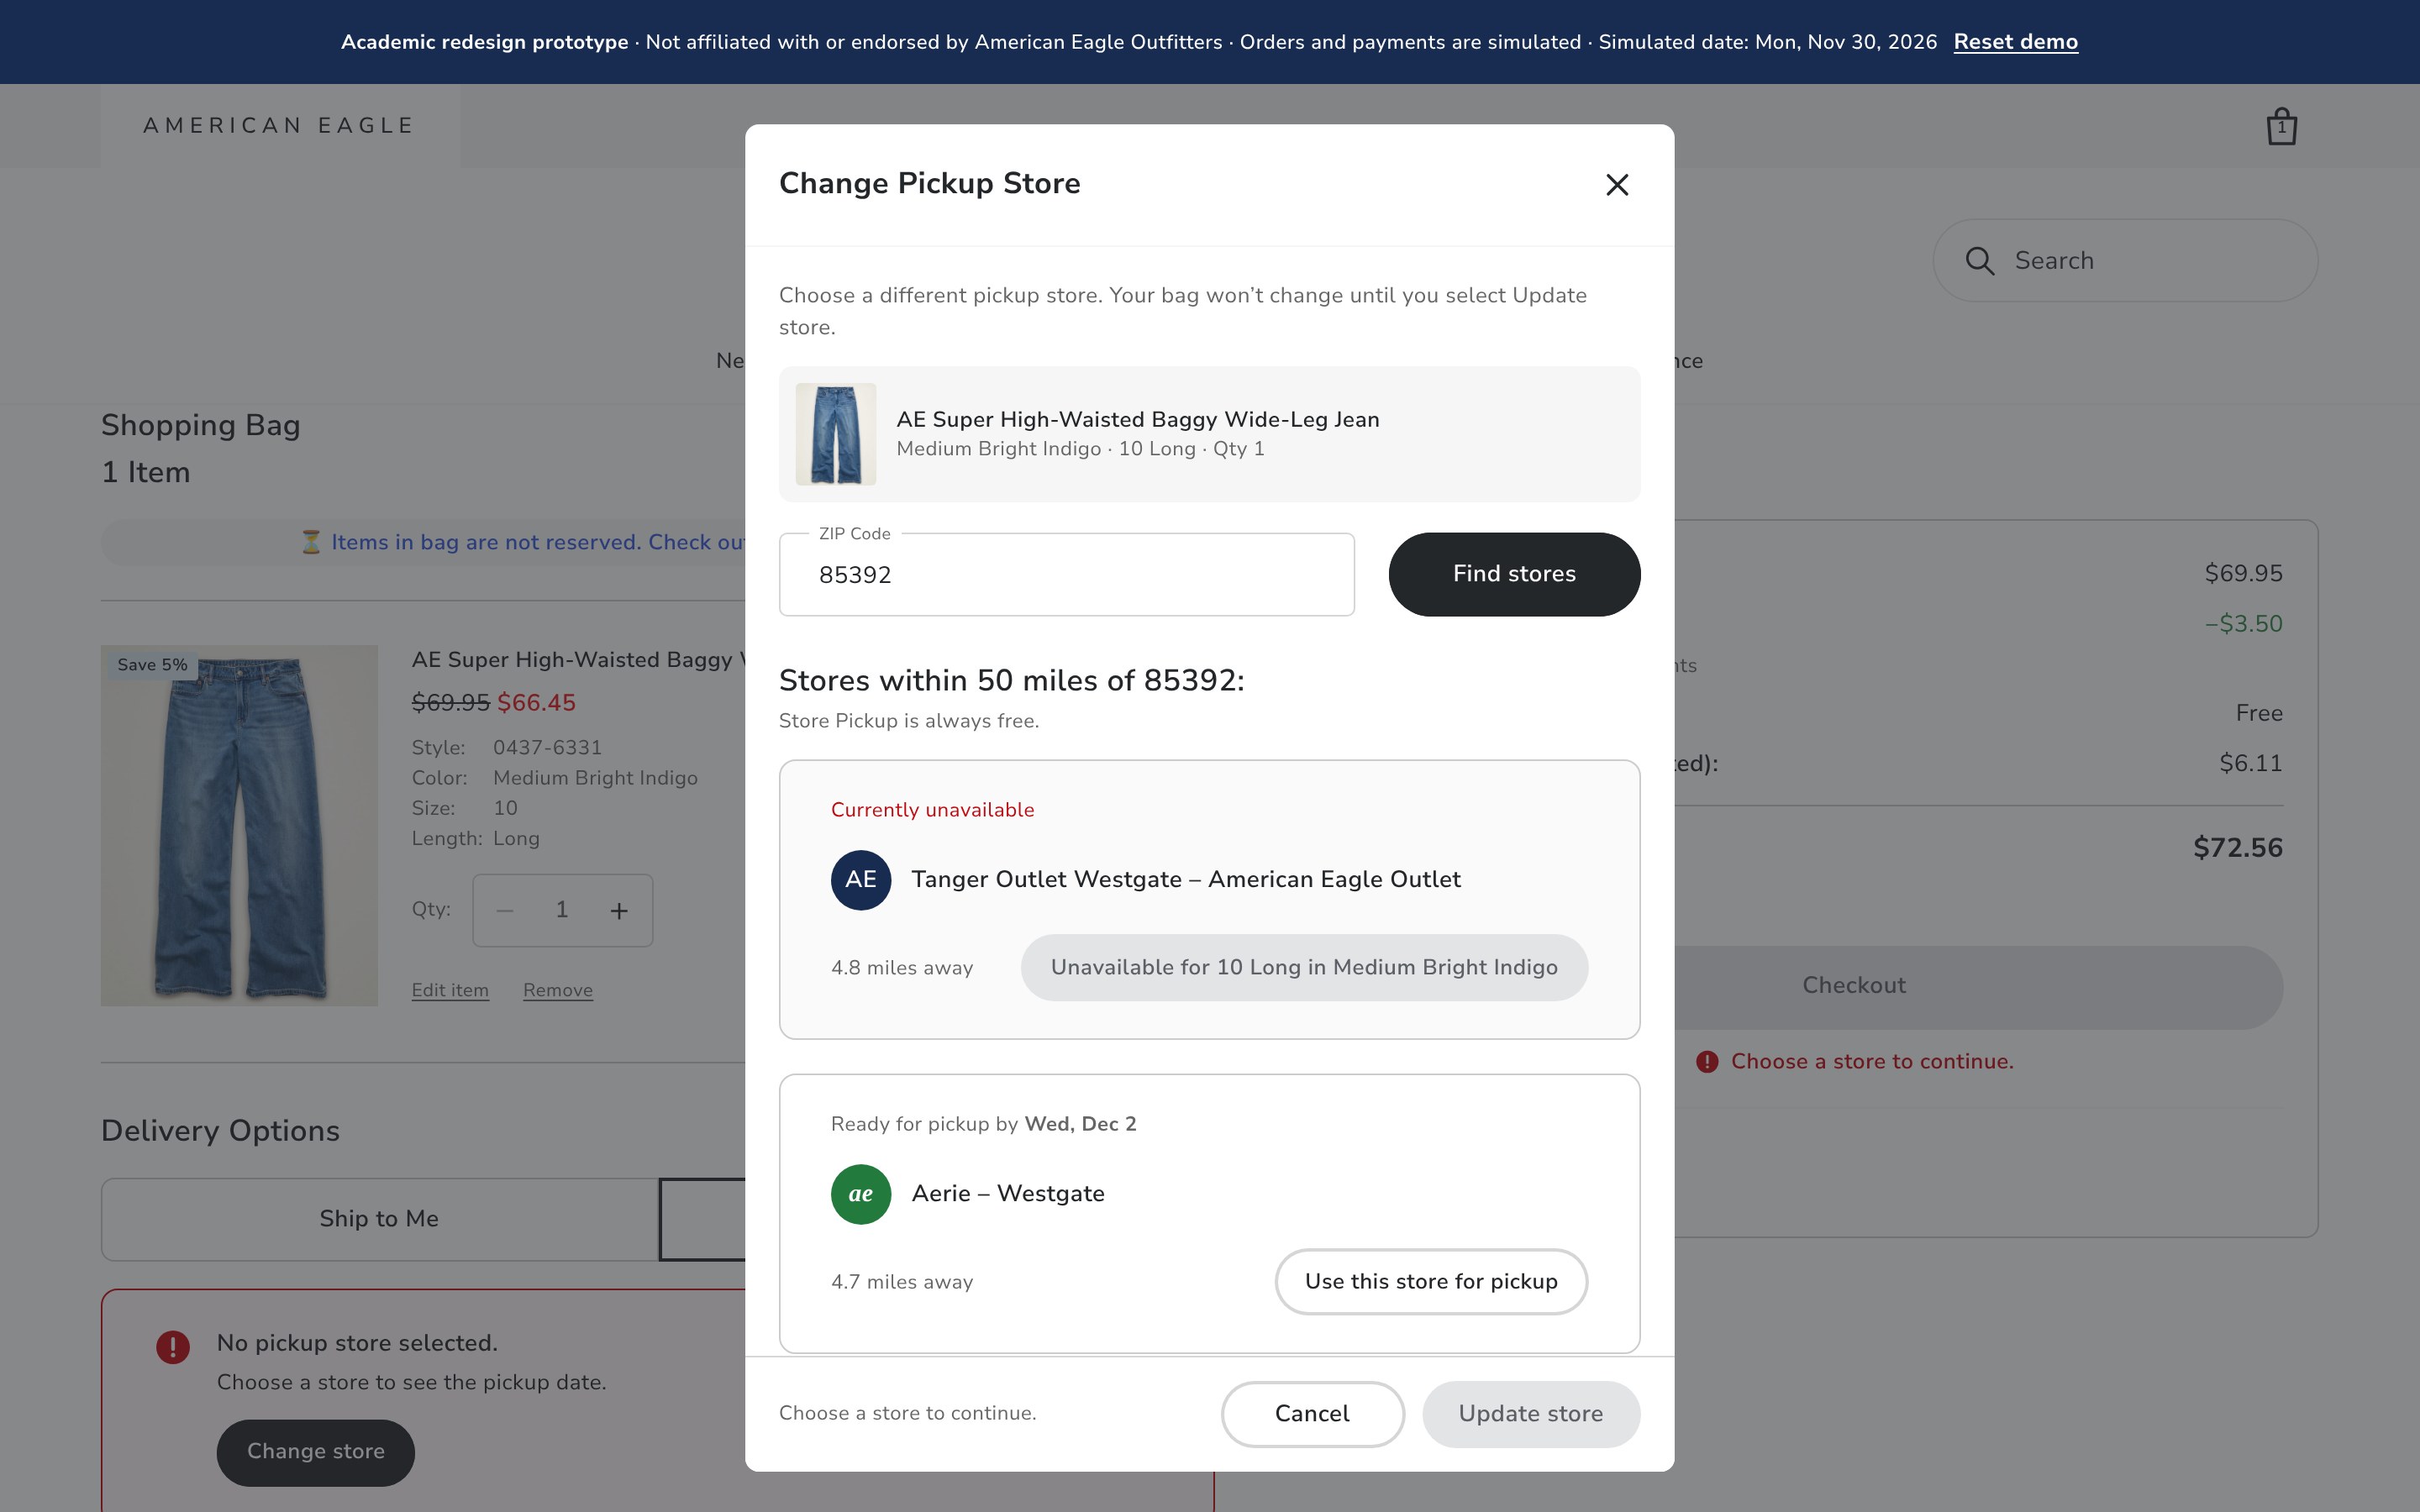 Academic redesign prototype · Not affiliated with or endorsed by American Eagle Outfitters · Orders and payments are simulated · Simulated date: Mon, Nov 30, 2026 Reset demo
AMERICAN EAGLE
1
Search
Shopping Bag
1 Item
⏳ Items in bag are not reserved. Check
Save 5%
AE Super High-Waisted Baggy
$69.95 $66.45
Style: 0437-6331
Color: Medium Bright Indigo
Size: 10
Length: Long
Qty: − 1 +
Edit item Remove
Delivery Options
Ship to Me
No pickup store selected.
Choose a store to see the pickup date.
Change store
Change Pickup Store
Choose a different pickup store. Your bag won’t change until you select Update
store.
AE Super High-Waisted Baggy Wide-Leg Jean
Medium Bright Indigo · 10 Long · Qty 1
ZIP Code
85392
Find stores
Stores within 50 miles of 85392:
Store Pickup is always free.
Currently unavailable
AE Tanger Outlet Westgate – American Eagle Outlet
4.8 miles away Unavailable for 10 Long in Medium Bright Indigo
Ready for pickup by Wed, Dec 2
ae Aerie – Westgate
4.7 miles away Use this store for pickup
Choose a store to continue.
Cancel
Update store
$69.95
−$3.50
Free
$6.11
$72.56
Checkout
Choose a store to continue.